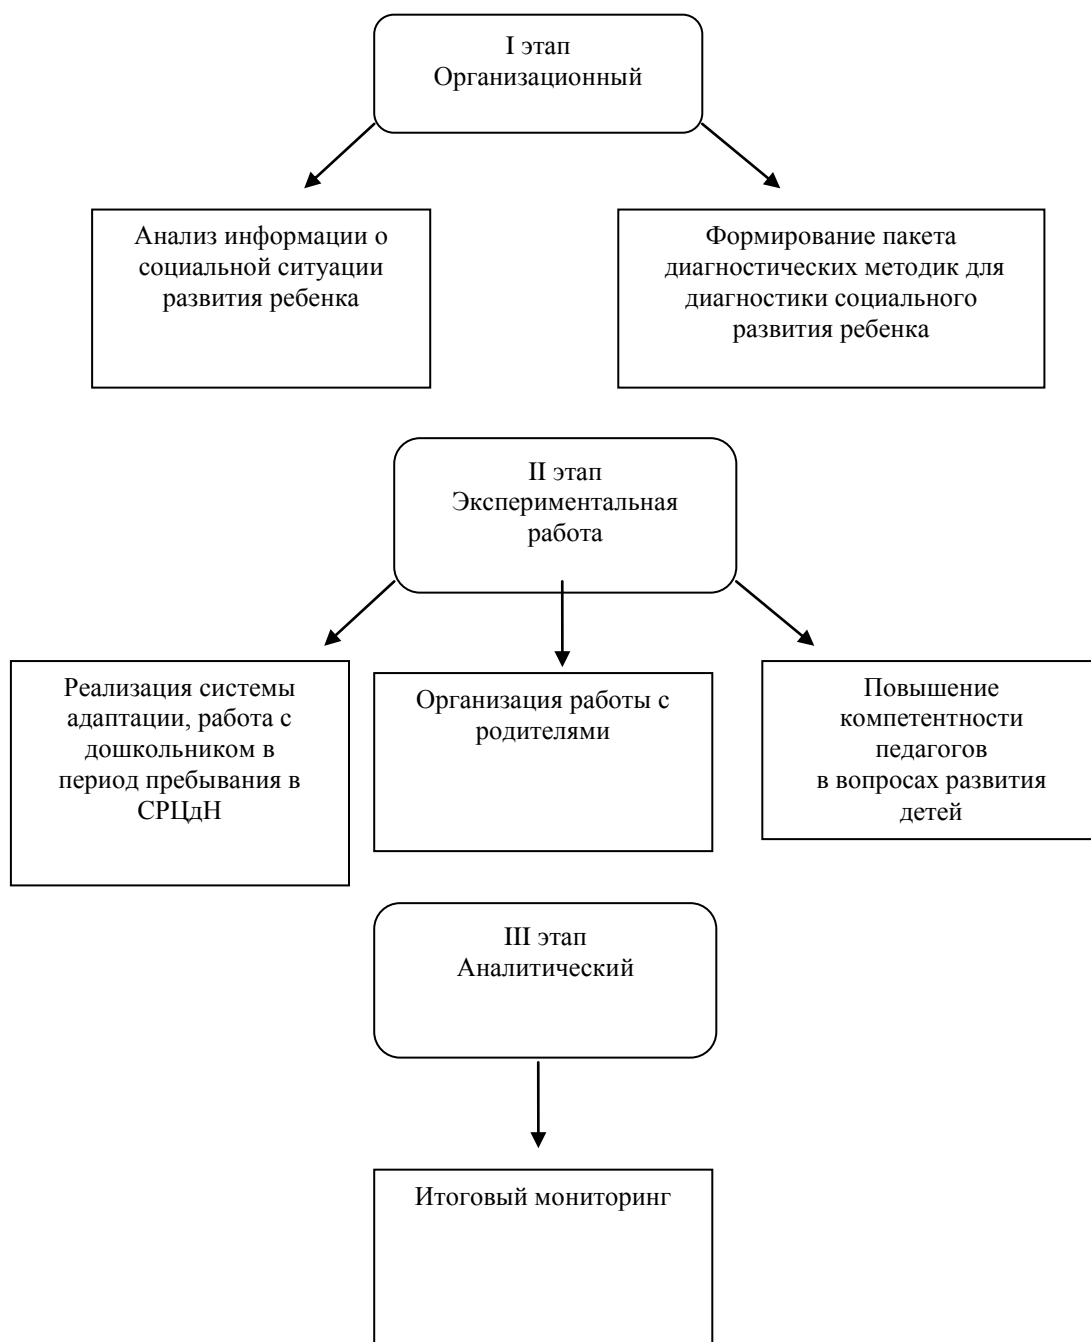 I этап
Организационный
Анализ информации о
социальной ситуации
развития ребенка
Формирование пакета
диагностических методик для
диагностики социального
развития ребенка
II этап
Экспериментальная
работа
Реализация системы
адаптации, работа с
дошкольником в
период пребывания в
СРЦдН
Организация работы с
родителями
Повышение
компетентности
педагогов
в вопросах развития
детей
III этап
Аналитический
Итоговый мониторинг